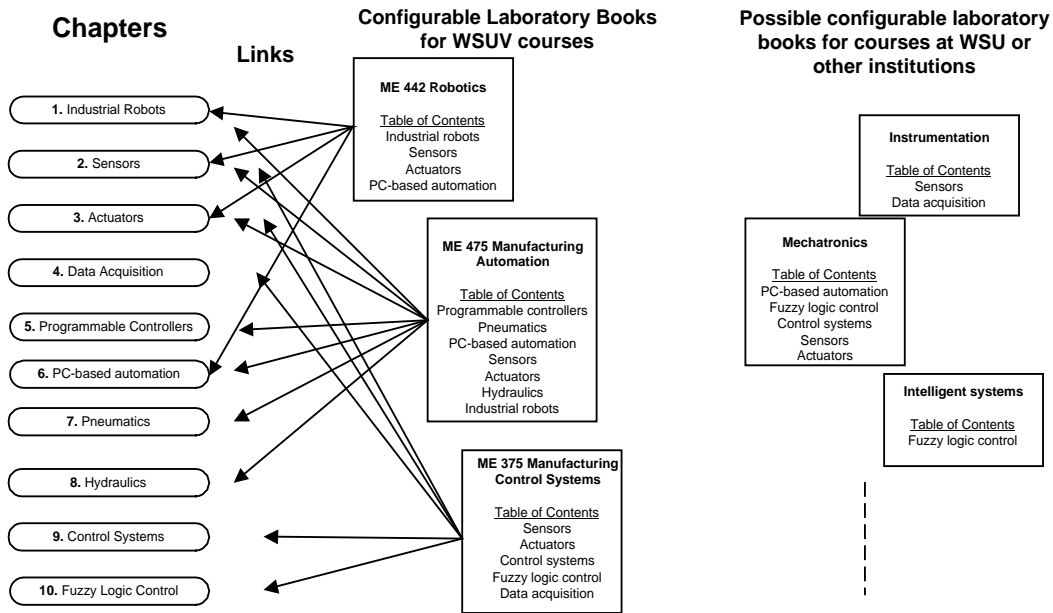 Chapters
1. Industrial Robots
2. Sensors
3. Actuators
4. Data Acquisition
5. Programmable Controllers
6. PC-based automation
7. Pneumatics
8. Hydraulics
9. Control Systems
10. Fuzzy Logic Control
Links
Configurable Laboratory Books
for WSUV courses
ME 442 Robotics
Table of Contents
Industrial robots
Sensors
Actuators
PC-based automation
ME 475 Manufacturing
Automation
Table of Contents
Programmable controllers
Pneumatics
PC-based automation
Sensors
Actuators
Hydraulics
Industrial robots
ME 375 Manufacturing
Control Systems
Table of Contents
Sensors
Actuators
Control systems
Fuzzy logic control
Data acquisition
Possible configurable laboratory
books for courses at WSU or
other institutions
Instrumentation
Table of Contents
Sensors
Data acquisition
Mechatronics
Table of Contents
PC-based automation
Fuzzy logic control
Control systems
Sensors
Actuators
Intelligent systems
Table of Contents
Fuzzy logic control